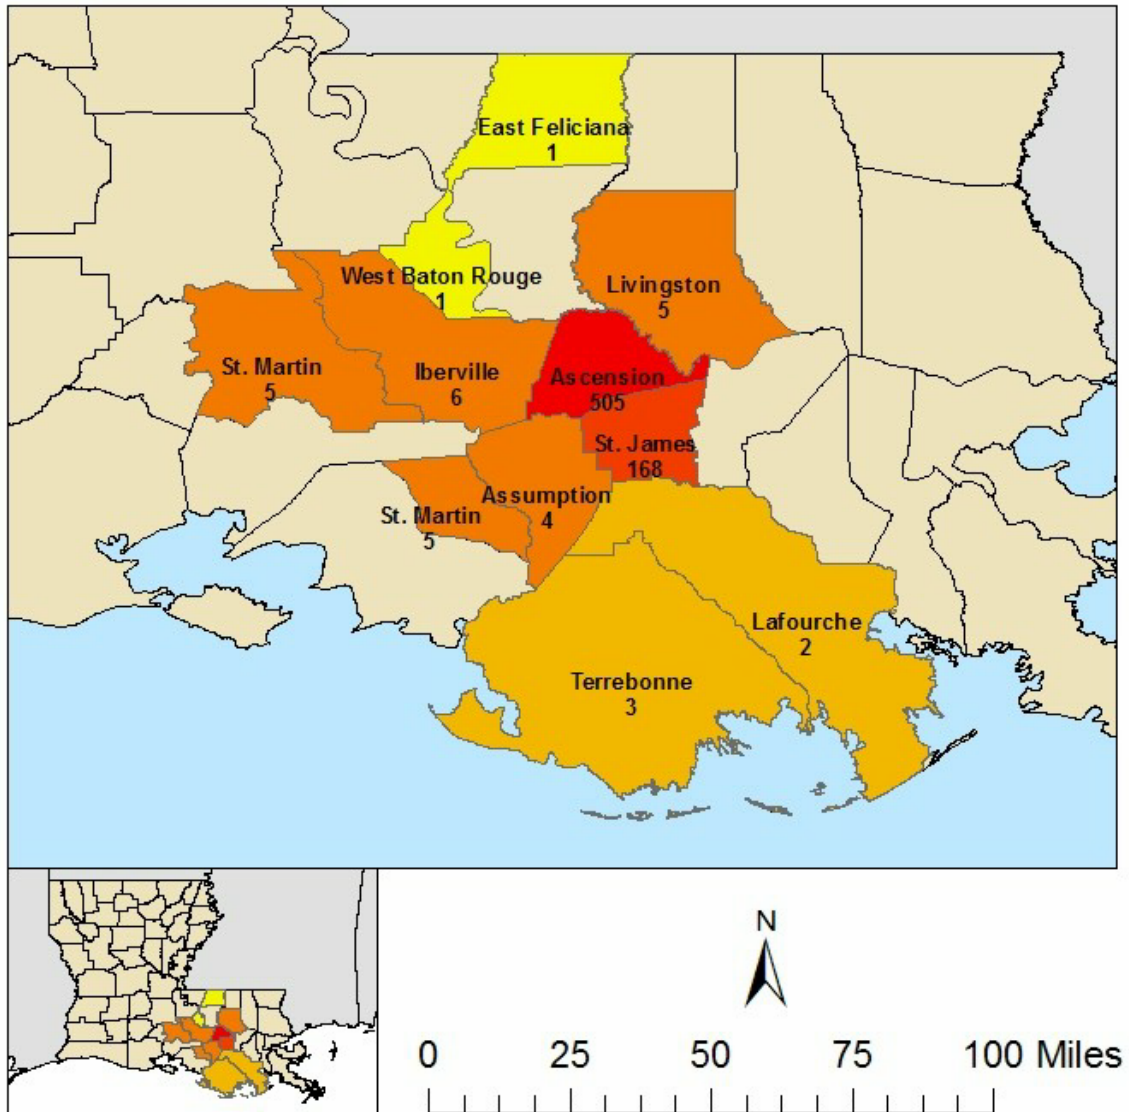 East Feliciana
1
West Baton Rouge
1
Livingston
5
St. Martin
5
Iberville
6
Ascension
505
St. James
168
Assumption
4
St. Martin
5
Lafourche
2
Terrebonne
3
N
0 25 50 75 100 Miles